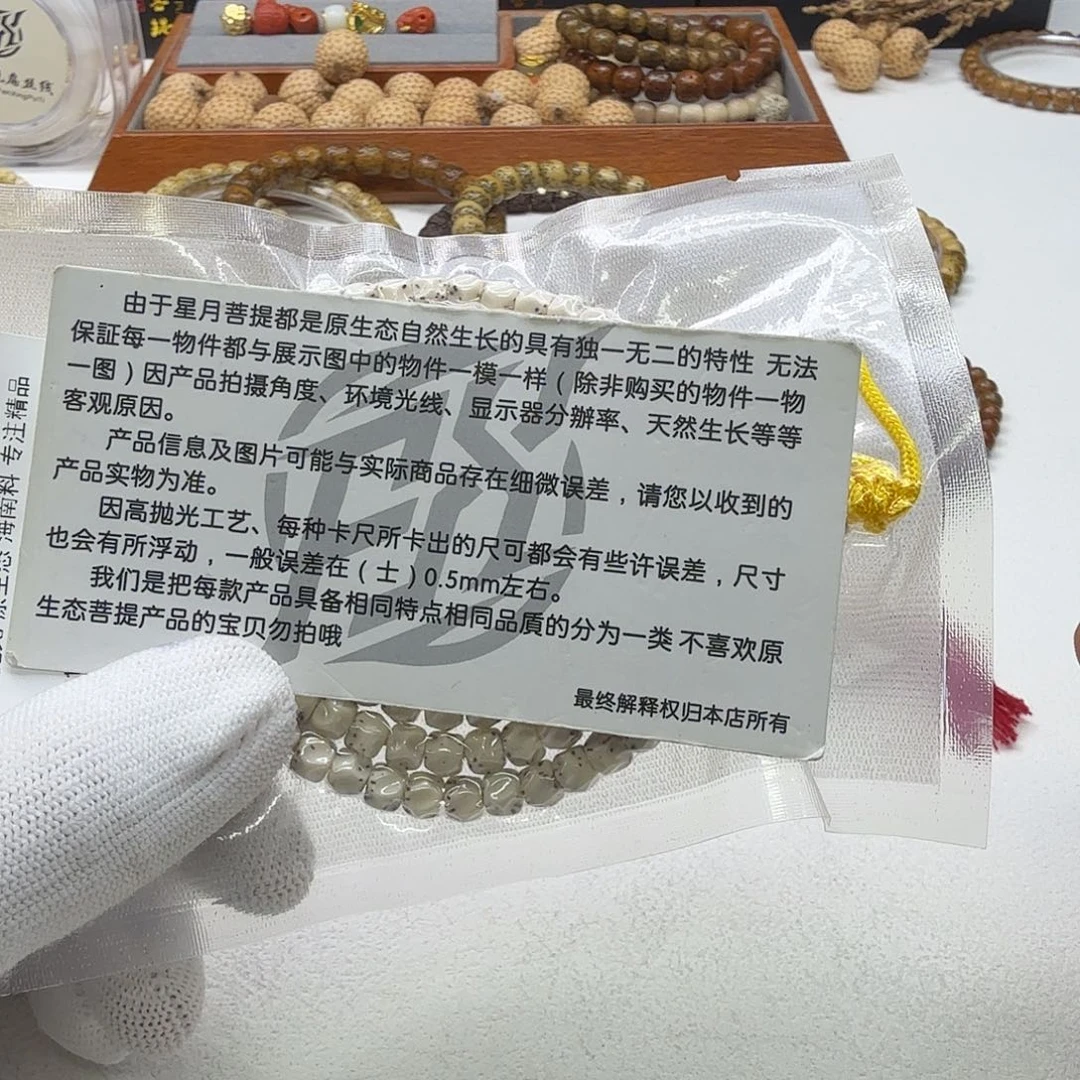 由于星月菩提都是原生态自然生长的具有独一无二的特性 无法
保証每一物件都与展示图中的物件一模一样（除非购买的物件一物
一图）因产品拍摄角度、环境光线、显示器分辦率、天然生长等等
客观原因。
产品信息及图片可能与实际商品存在细微误差，请您以收到的
产品实物为准。
因高抛光工艺、每种卡尺所卡出的尺可都会有些许误差，尺寸
也会有所浮动，一般误差在（士）0.5mm左右。
我们是把每款产品具备相同特点相同品質的分为一类 不喜欢原
生态菩提产品的宝贝勿拍哦
最终解释权归本店所有
海南料 专注精品